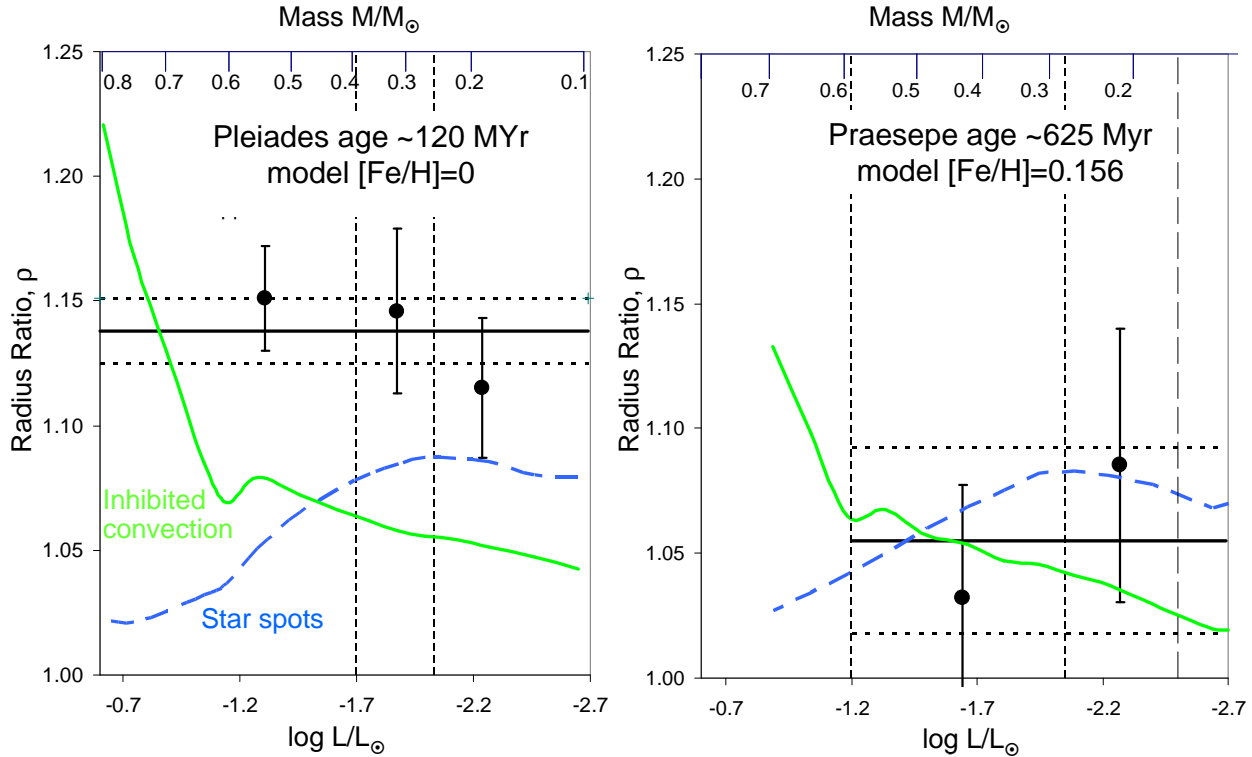 Mass M/M☉
1.25
1.20
1.15
1.10
1.05
1.00
Radius Ratio, ρ
0.8 0.7 0.6 0.5 0.4 0.3 0.2 0.1
Pleiades age ~120 MYr
model [Fe/H]=0
Inhibited
convection
Star spots
-0.7 -1.2 -1.7 -2.2 -2.7
log L/L☉
Mass M/M☉
1.25
1.20
1.15
1.10
1.05
1.00
Radius Ratio, ρ
0.7 0.6 0.5 0.4 0.3 0.2
Praesepe age ~625 Myr
model [Fe/H]=0.156
-0.7 -1.2 -1.7 -2.2 -2.7
log L/L☉